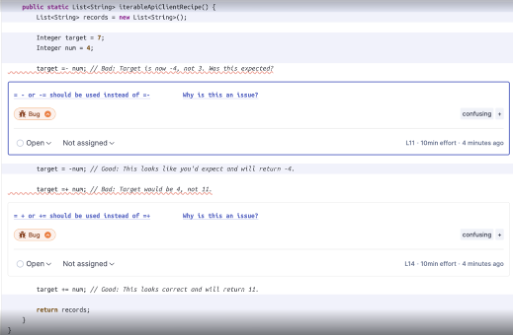 public static List<String> iterableApiClientRecipe() {
List<String> records = new List<String>();
Integer target = 7;
Integer num = 4;
target =- num; // Bad: Target is now -4, not 3. Was this expected?
= - or -= should be used instead of =- Why is this an issue?
Bug confusing +
Open Not assigned L11 · 10min effort · 4 minutes ago
target = -num; // Good: This looks like you'd expect and will return -4.
target =+ num; // Bad: Target would be 4, not 11.
= + or += should be used instead of =+ Why is this an issue?
Bug confusing +
Open Not assigned L14 · 10min effort · 4 minutes ago
target += num; // Good: This looks correct and will return 11.
return records;
}
}